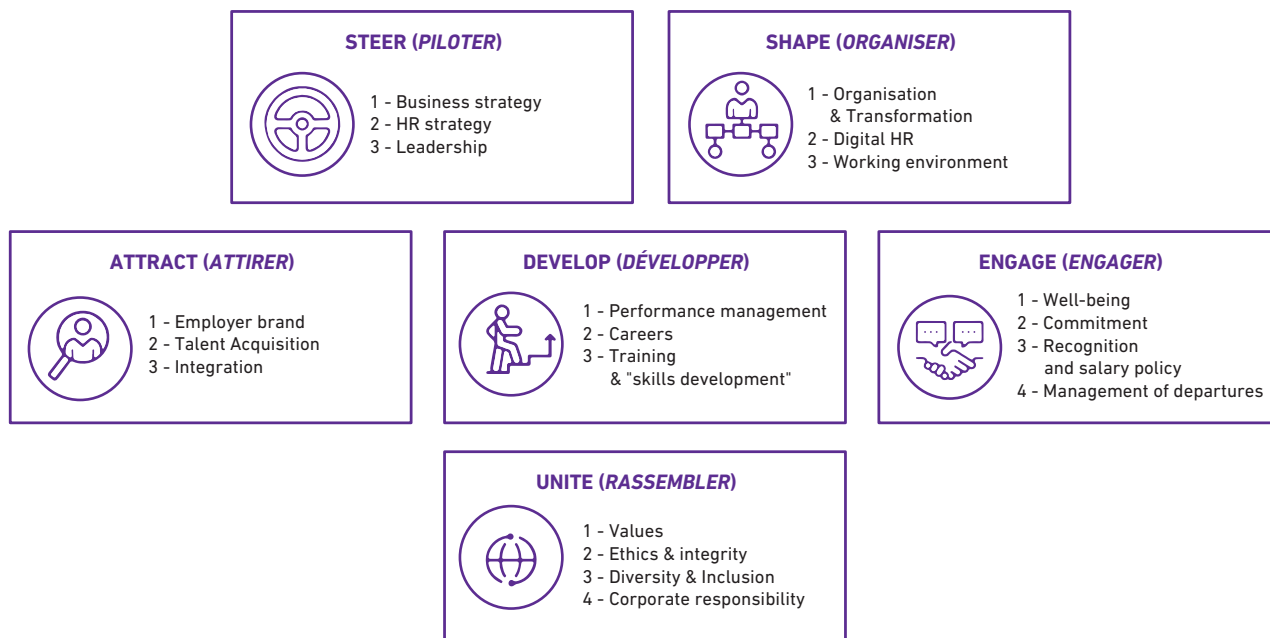 STEER (PILOTER)
1 - Business strategy
2 - HR strategy
3 - Leadership
SHAPE (ORGANISER)
1 - Organisation
& Transformation
2 - Digital HR
3 - Working environment
ATTRACT (ATTIRER)
1 - Employer brand
2 - Talent Acquisition
3 - Integration
DEVELOP (DÉVELOPPER)
1 - Performance management
2 - Careers
3 - Training
& "skills development"
ENGAGE (ENGAGER)
1 - Well-being
2 - Commitment
3 - Recognition
and salary policy
4 - Management of departures
UNITE (RASSEMBLER)
1 - Values
2 - Ethics & integrity
3 - Diversity & Inclusion
4 - Corporate responsibility